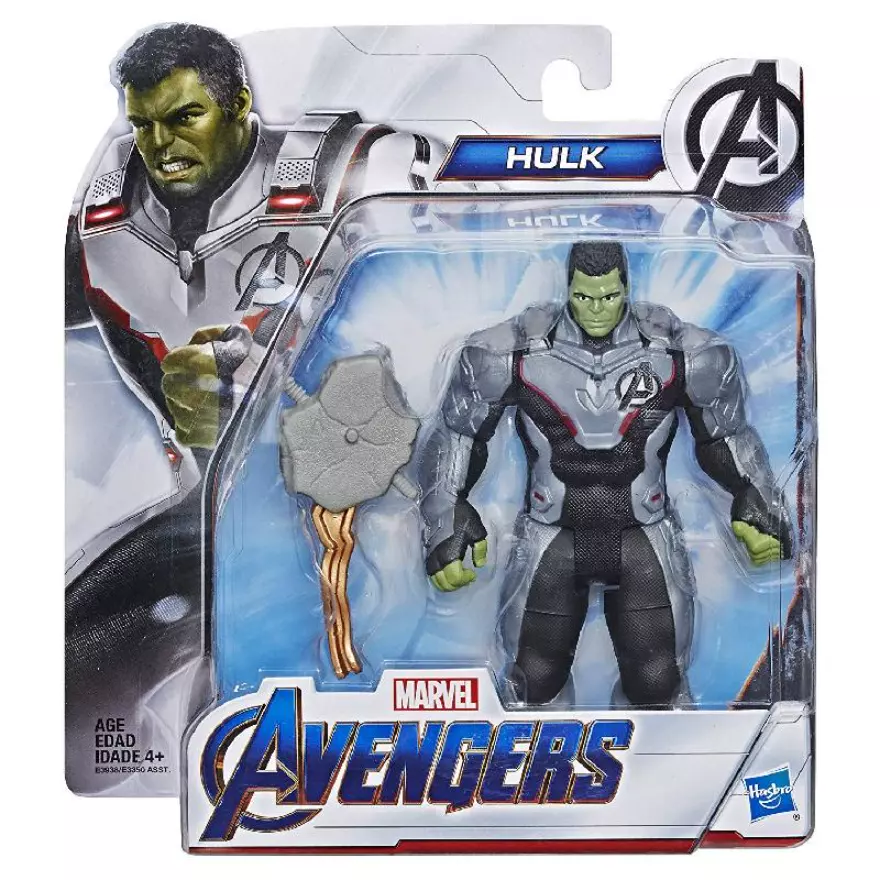 HULK
HULK
AGE
EDAD
IDADE 4+
E3938/E3350 ASST.
MARVEL
AVENGERS
Hasbro
®